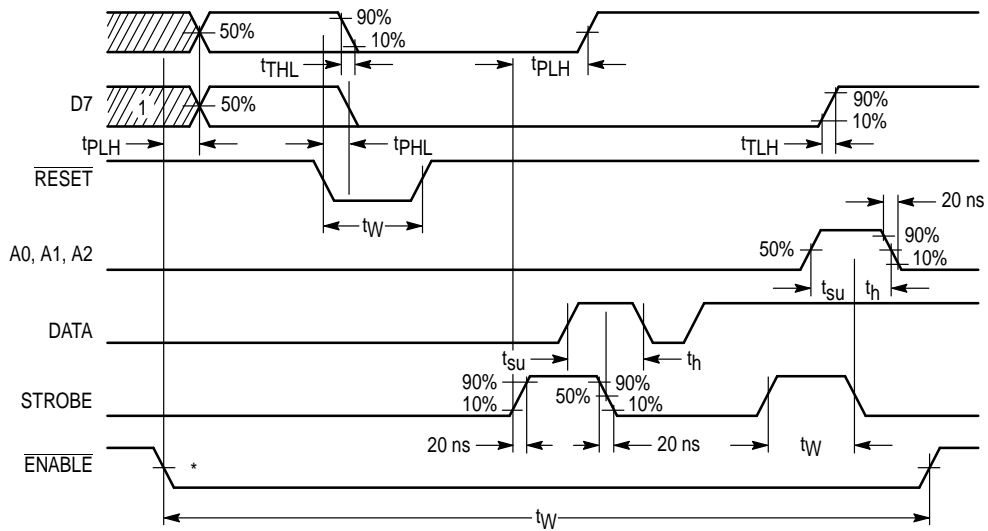 90%
50%
10%
tTHL
tPLH
D7
1
50%
90%
10%
tPLH
tPHL
tTLH
RESET
20 ns
tW
90%
A0, A1, A2
50%
10%
tsu
th
DATA
tsu
th
90%
90%
STROBE
10%
50%
10%
20 ns
20 ns
tW
ENABLE
*
tW